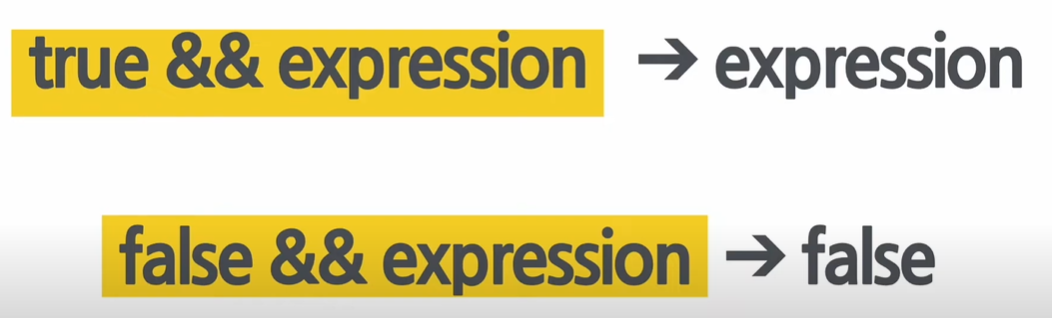 true && expression → expression
false && expression → false